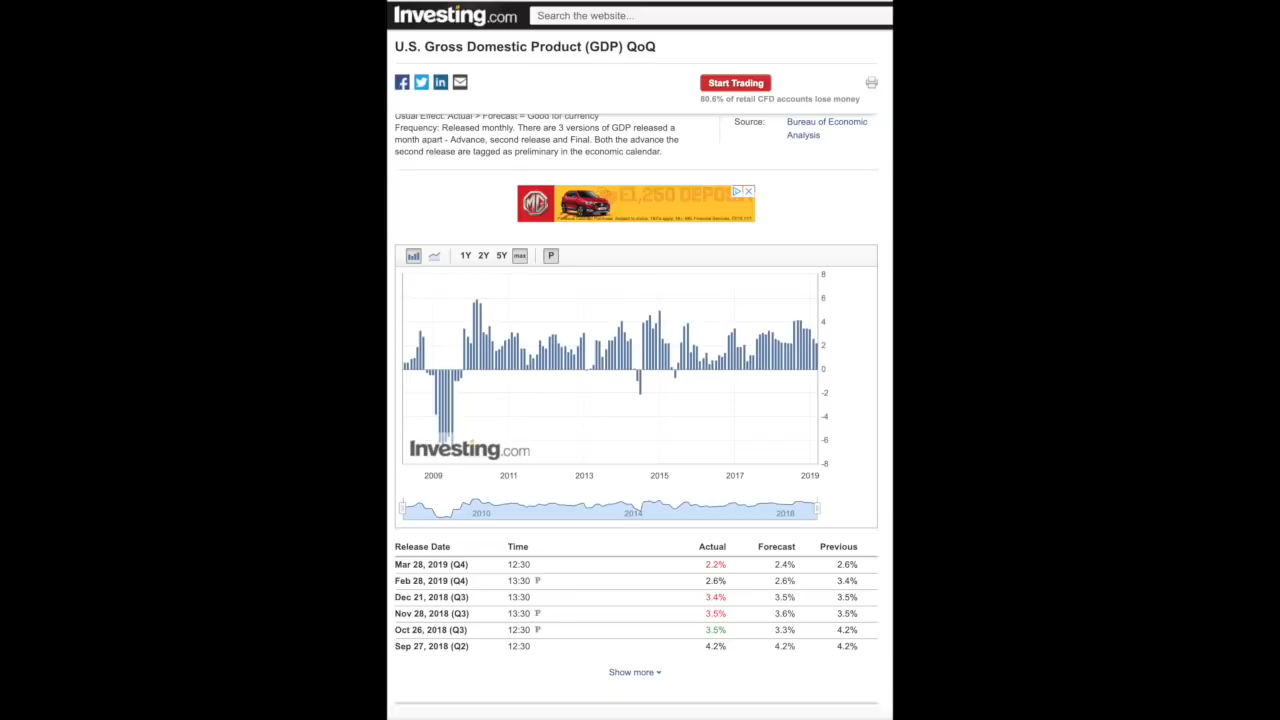 Investing.com
Search the website...
U.S. Gross Domestic Product (GDP) QoQ
Start Trading
80.6% of retail CFD accounts lose money
Usual Effect: Actual > Forecast = Good for currency
Frequency: Released monthly. There are 3 versions of GDP released a
month apart - Advance, second release and Final. Both the advance the
second release are tagged as preliminary in the economic calendar.
Source: Bureau of Economic
Analysis
MG £1,250 DEPOSIT
1Y 2Y 5Y max P
8
6
4
2
0
-2
-4
-6
-8
Investing.com
2009 2011 2013 2015 2017 2019
2010 2014 2018
Release Date Time Actual Forecast Previous
Mar 28, 2019 (Q4) 12:30 2.2% 2.4% 2.6%
Feb 28, 2019 (Q4) 13:30 P 2.6% 2.6% 3.4%
Dec 21, 2018 (Q3) 13:30 3.4% 3.5% 3.5%
Nov 28, 2018 (Q3) 13:30 P 3.5% 3.6% 3.5%
Oct 26, 2018 (Q3) 12:30 P 3.5% 3.3% 4.2%
Sep 27, 2018 (Q2) 12:30 4.2% 4.2% 4.2%
Show more